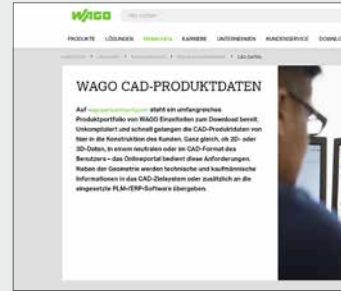 WAGO
PRODUKTE LÖSUNGEN BRANCHEN KARRIERE UNTERNEHMEN KUNDENSERVICE
WAGO CAD-PRODUKTDATEN
Auf steht ein umfangreiches
Produktportfolio von WAGO Einzelteilen zum Download bereit.
Unkompliziert und schnell gelangen die CAD-Produktdaten von
hier in die Konstruktion des Kunden. Ganz gleich, ob 2D- oder
3D-Daten, in einem neutralen oder im CAD-Format des
Benutzers – das Onlineportal bedient diese Anforderungen.
Neben der Geometrie werden technische und kaufmännische
Informationen in das CAD-Zielsystem oder zusätzlich an die
eingesetzte PLM-/ERP-Software übergeben.